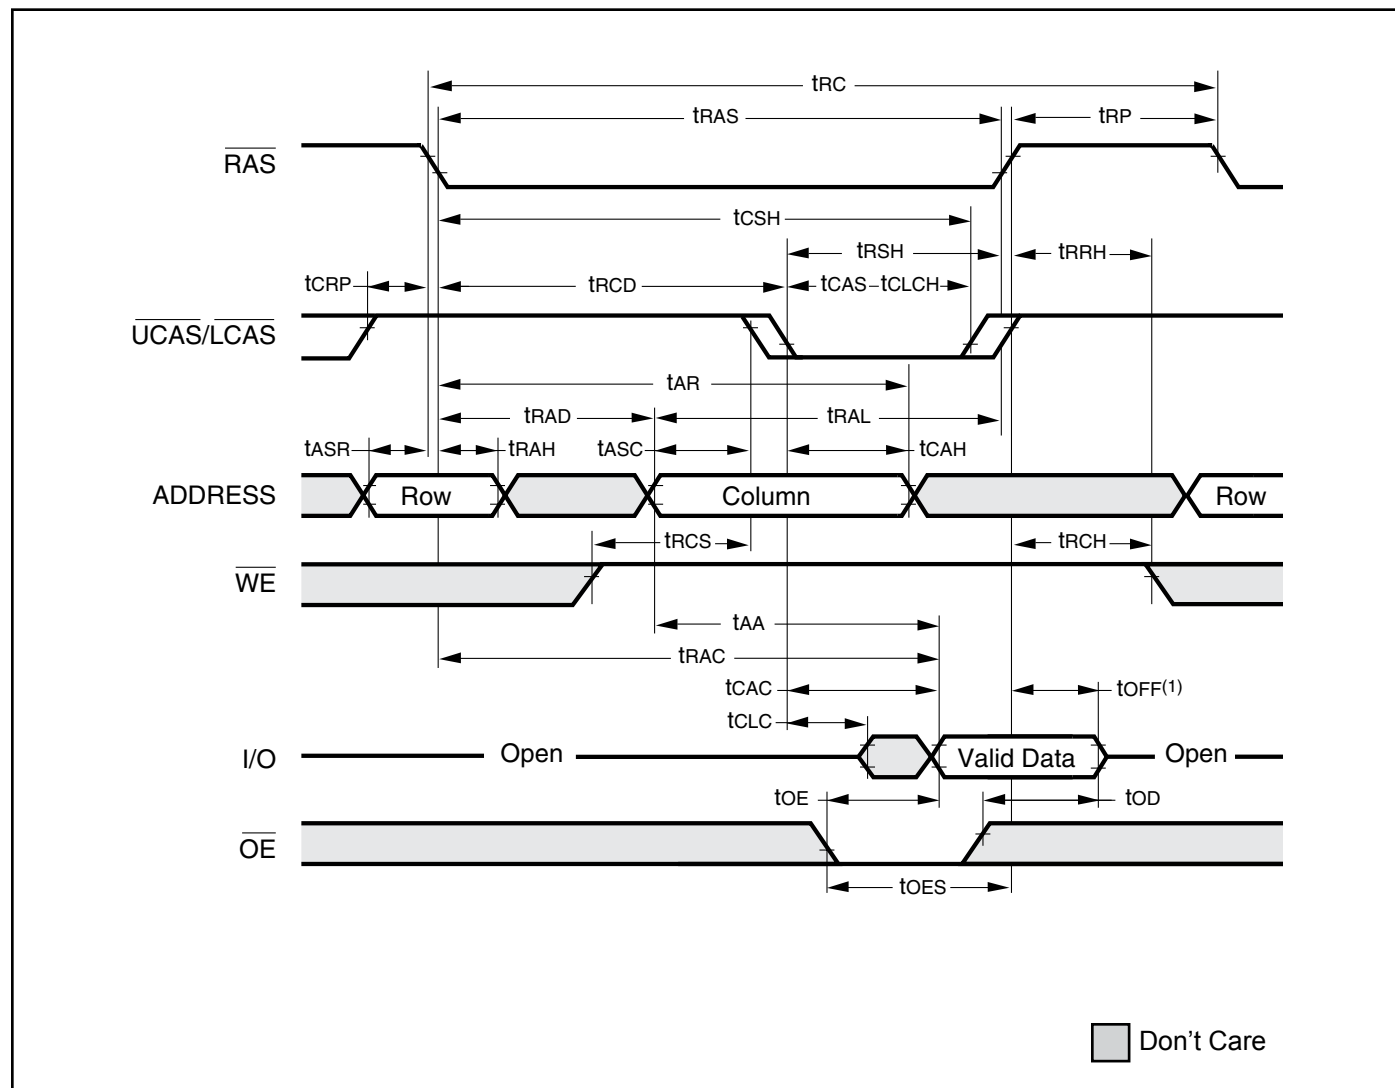 tRC
tRAS
tRP
RAS
tCSH
tRSH
tRRH
tCRP
tRCD
tCAS
tCLCH
UCAS/LCAS
tAR
tRAD
tRAL
tASR
tRAH
tASC
tCAH
ADDRESS
Row
Column
Row
tRCS
tRCH
WE
tAA
tRAC
tCAC
tOFF(1)
tCLC
I/O
Open
Valid Data
Open
tOE
tOD
OE
tOES
Don't Care